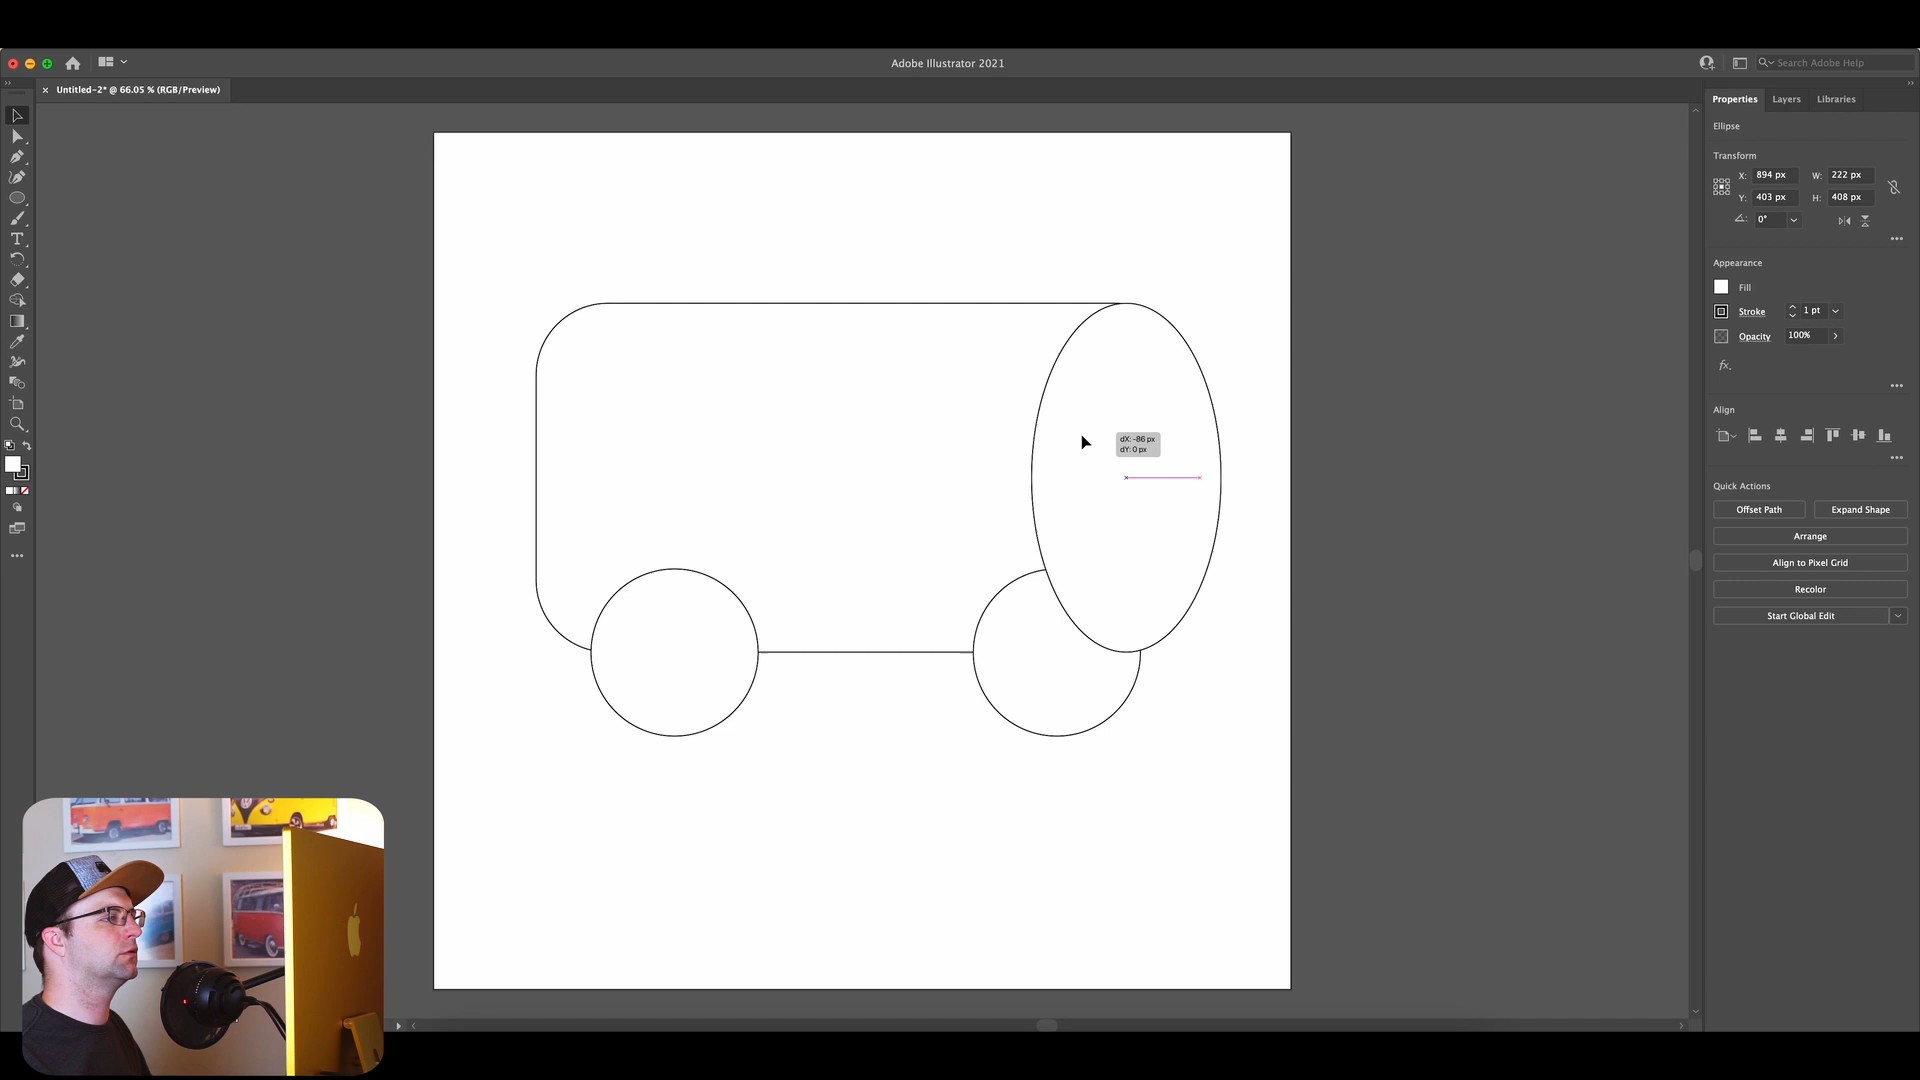 Adobe Illustrator 2021
Search Adobe Help
× Untitled-2* @ 66.05 % (RGB/Preview)
Properties Layers Libraries
Ellipse
Transform
X: 894 px W: 222 px
Y: 403 px H: 408 px
0°
Appearance
Fill
Stroke 1 pt
Opacity 100%
fx.
Align
dX: -86 px
dY: 0 px
Quick Actions
Offset Path Expand Shape
Arrange
Align to Pixel Grid
Recolor
Start Global Edit